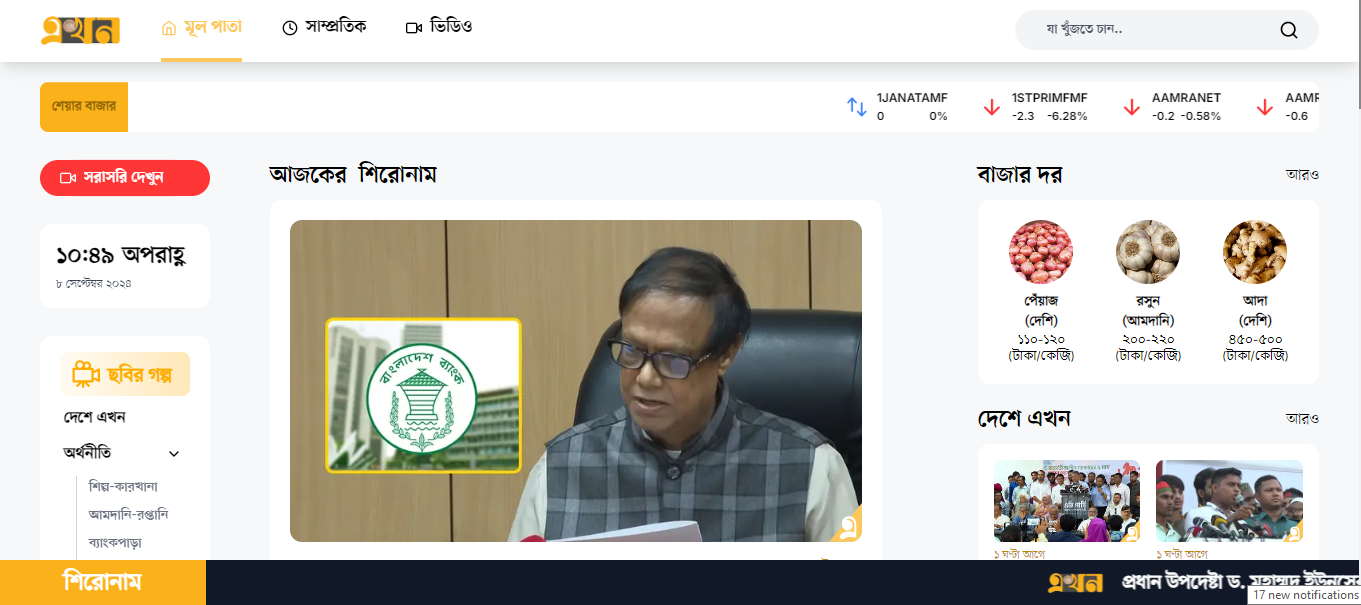 এখন
মূল পাতা
সাম্প্রতিক
ভিডিও
যা খুঁজতে চান..
শেয়ার বাজার
1JANATAMF
0 0%
1STPRIMFMF
-2.3 -6.28%
AAMRANET
-0.2 -0.58%
-0.6
সরাসরি দেখুন
১০:৪৯ অপরাহ্ণ
৮ সেপ্টেম্বর ২০২৪
ছবির গল্প
দেশে এখন
অর্থনীতি
শিল্প-কারখানা
আমদানি-রপ্তানি
ব্যাংকপাড়া
আজকের শিরোনাম
বাংলাদেশ ব্যাংক
বাজার দর
আরও
পেঁয়াজ
(দেশি)
১১০-১২০
(টাকা/কেজি)
রসুন
(আমদানি)
২০০-২২০
(টাকা/কেজি)
আদা
(দেশি)
৪৫০-৫০০
(টাকা/কেজি)
দেশে এখন
আরও
১ ঘণ্টা আগে
১ ঘণ্টা আগে
শিরোনাম
এখন
প্রধান উপদেষ্টা ড. মুহাম্মদ ইউনূসের
17 new notifications